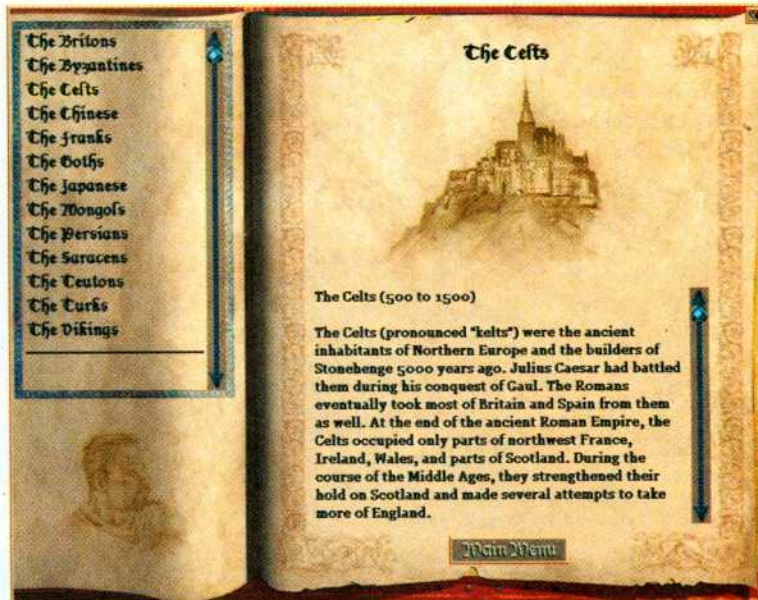 The Britons
The Byzantines
The Celts
The Chinese
The Franks
The Goths
The Japanese
The Mongols
The Persians
The Saracens
The Teutons
The Turks
The Vikings
The Celts
The Celts (500 to 1500)
The Celts (pronounced "kelts") were the ancient
inhabitants of Northern Europe and the builders of
Stonehenge 5000 years ago. Julius Caesar had battled
them during his conquest of Gaul. The Romans
eventually took most of Britain and Spain from them
as well. At the end of the ancient Roman Empire, the
Celts occupied only parts of northwest France,
Ireland, Wales, and parts of Scotland. During the
course of the Middle Ages, they strengthened their
hold on Scotland and made several attempts to take
more of England.
Main Menu